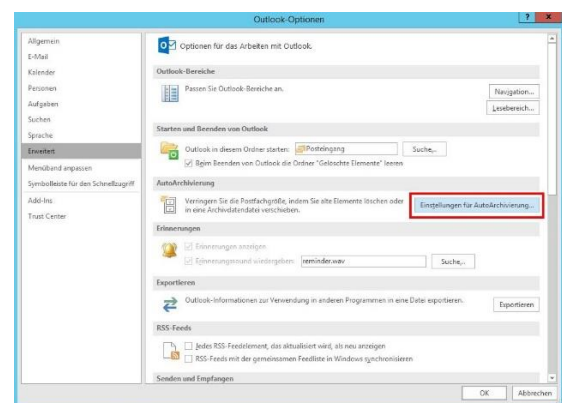 Outlook-Optionen
?
x
Allgemein
E-Mail
Kalender
Personen
Aufgaben
Suchen
Sprache
Erweitert
Menüband anpassen
Symbolleiste für den Schnellzugriff
Add-Ins
Trust Center
Optionen für das Arbeiten mit Outlook.
Outlook-Bereiche
Passen Sie Outlook-Bereiche an.
Navigation...
Lesebereich...
Starten und Beenden von Outlook
Outlook in diesem Ordner starten: Posteingang Suche...
Beim Beenden von Outlook die Ordner "Gelöschte Elemente" leeren
AutoArchivierung
Verringern Sie die Postfachgröße, indem Sie alte Elemente löschen oder
in eine Archivdatendatei verschieben.
Einstellungen für AutoArchivierung...
Erinnerungen
Erinnerungen anzeigen
Erinnerungssound wiedergeben: reminder.wav Suche...
Exportieren
Outlook-Informationen zur Verwendung in anderen Programmen in eine Datei exportieren.
Exportieren
RSS-Feeds
Jedes RSS-Feedelement, das aktualisiert wird, als neu anzeigen
RSS-Feeds mit der gemeinsamen Feedliste in Windows synchronisieren
Senden und Empfangen
OK
Abbrechen